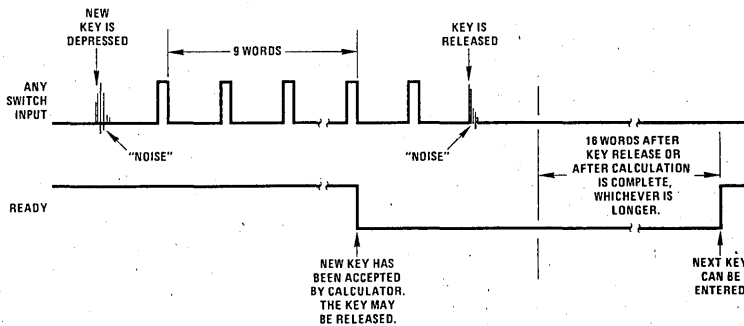 NEW
KEY IS
DEPRESSED
9 WORDS
KEY IS
RELEASED
ANY
SWITCH
INPUT
"NOISE"
"NOISE"
16 WORDS AFTER
KEY RELEASE OR
AFTER CALCULATION
IS COMPLETE,
WHICHEVER IS
LONGER.
READY
NEW KEY HAS
BEEN ACCEPTED
BY CALCULATOR.
THE KEY MAY
BE RELEASED.
NEXT KEY
CAN BE
ENTERED